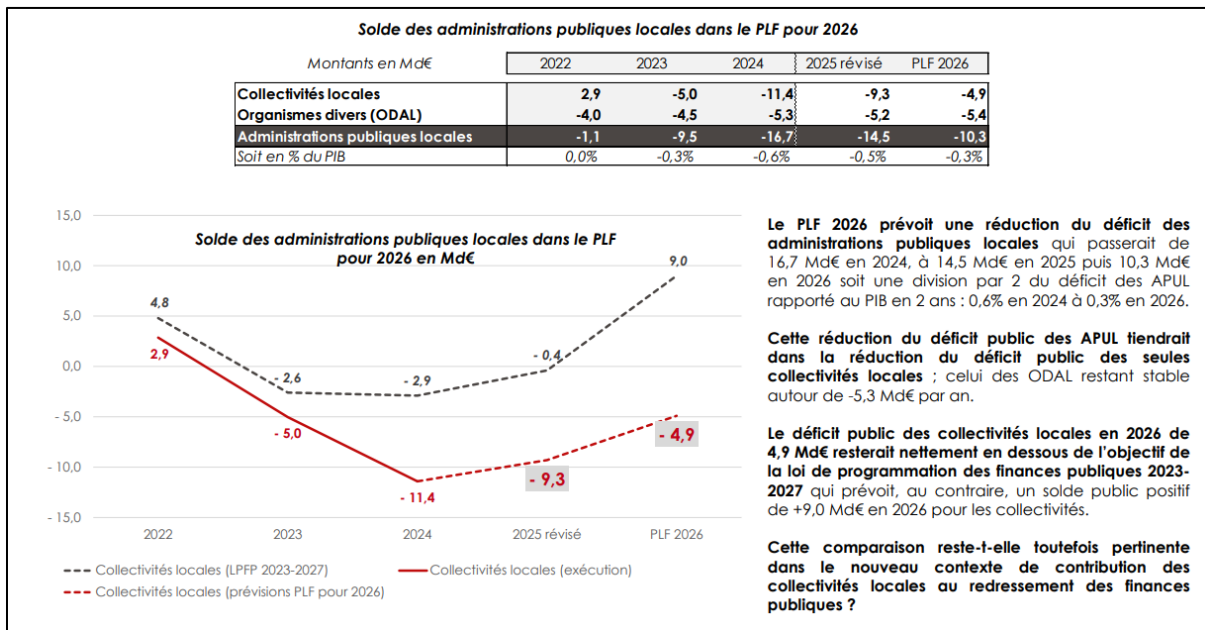 Solde des administrations publiques locales dans le PLF pour 2026
Montants en Md€ 2022 2023 2024 2025 révisé PLF 2026
Collectivités locales 2,9 -5,0 -11,4 -9,3 -4,9
Organismes divers (ODAL) -4,0 -4,5 -5,3 -5,2 -5,4
Administrations publiques locales -1,1 -9,5 -16,7 -14,5 -10,3
Soit en % du PIB 0,0% -0,3% -0,6% -0,5% -0,3%
Solde des administrations publiques locales dans le PLF
pour 2026 en Md€
15,0
10,0
5,0
0,0
- 5,0
- 10,0
- 15,0
4,8
- 2,6
- 2,9
- 0,4
9,0
2,9
- 5,0
- 11,4
- 9,3
- 4,9
2022 2023 2024 2025 révisé PLF 2026
Collectivités locales (LPFP 2023-2027) Collectivités locales (exécution)
Collectivités locales (prévisions PLF pour 2026)
Le PLF 2026 prévoit une réduction du déficit des
administrations publiques locales qui passerait de
16,7 Md€ en 2024, à 14,5 Md€ en 2025 puis 10,3 Md€
en 2026 soit une division par 2 du déficit des APUL
rapporté au PIB en 2 ans : 0,6% en 2024 à 0,3% en 2026.
Cette réduction du déficit public des APUL tiendrait
dans la réduction du déficit public des seules
collectivités locales ; celui des ODAL restant stable
autour de -5,3 Md€ par an.
Le déficit public des collectivités locales en 2026 de
4,9 Md€ resterait nettement en dessous de l'objectif de
la loi de programmation des finances publiques 2023-
2027 qui prévoit, au contraire, un solde public positif
de +9,0 Md€ en 2026 pour les collectivités.
Cette comparaison reste-t-elle toutefois pertinente
dans le nouveau contexte de contribution des
collectivités locales au redressement des finances
publiques ?